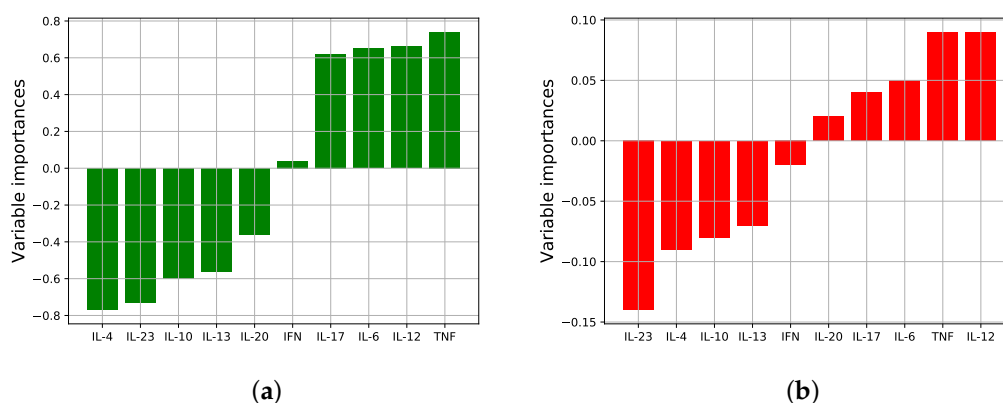 Variable importances
0.8
0.6
0.4
0.2
0.0
−0.2
−0.4
−0.6
−0.8
IL-4 IL-23 IL-10 IL-13 IL-20 IFN IL-17 IL-6 IL-12 TNF
(a)
Variable importances
0.10
0.05
0.00
−0.05
−0.10
−0.15
IL-23 IL-4 IL-10 IL-13 IFN IL-20 IL-17 IL-6 TNF IL-12
(b)